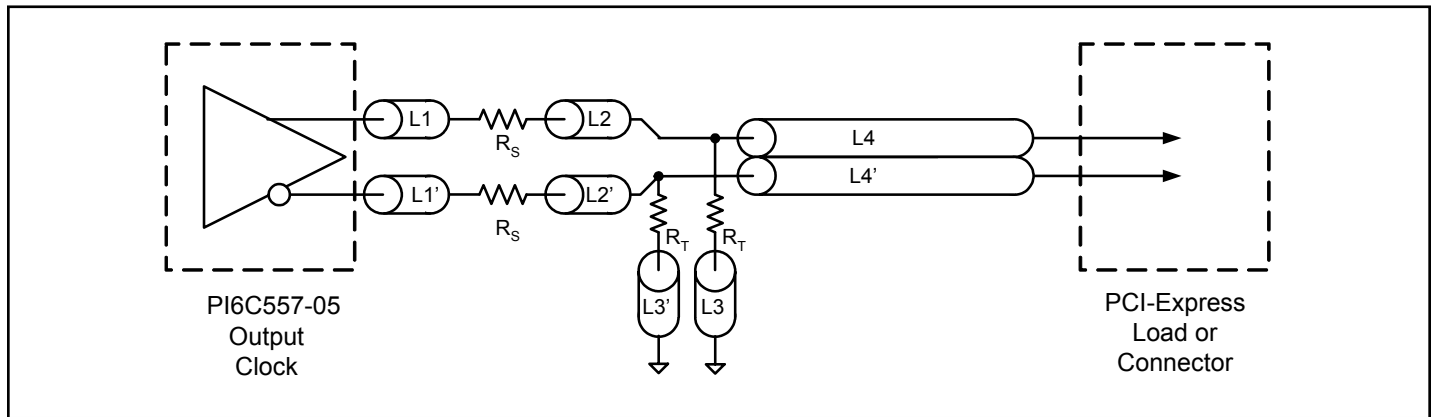 L1
R_S
L2
L4
L1'
R_S
L2'
L4'
R_T
R_T
L3'
L3
PI6C557-05
Output
Clock
PCI-Express
Load or
Connector